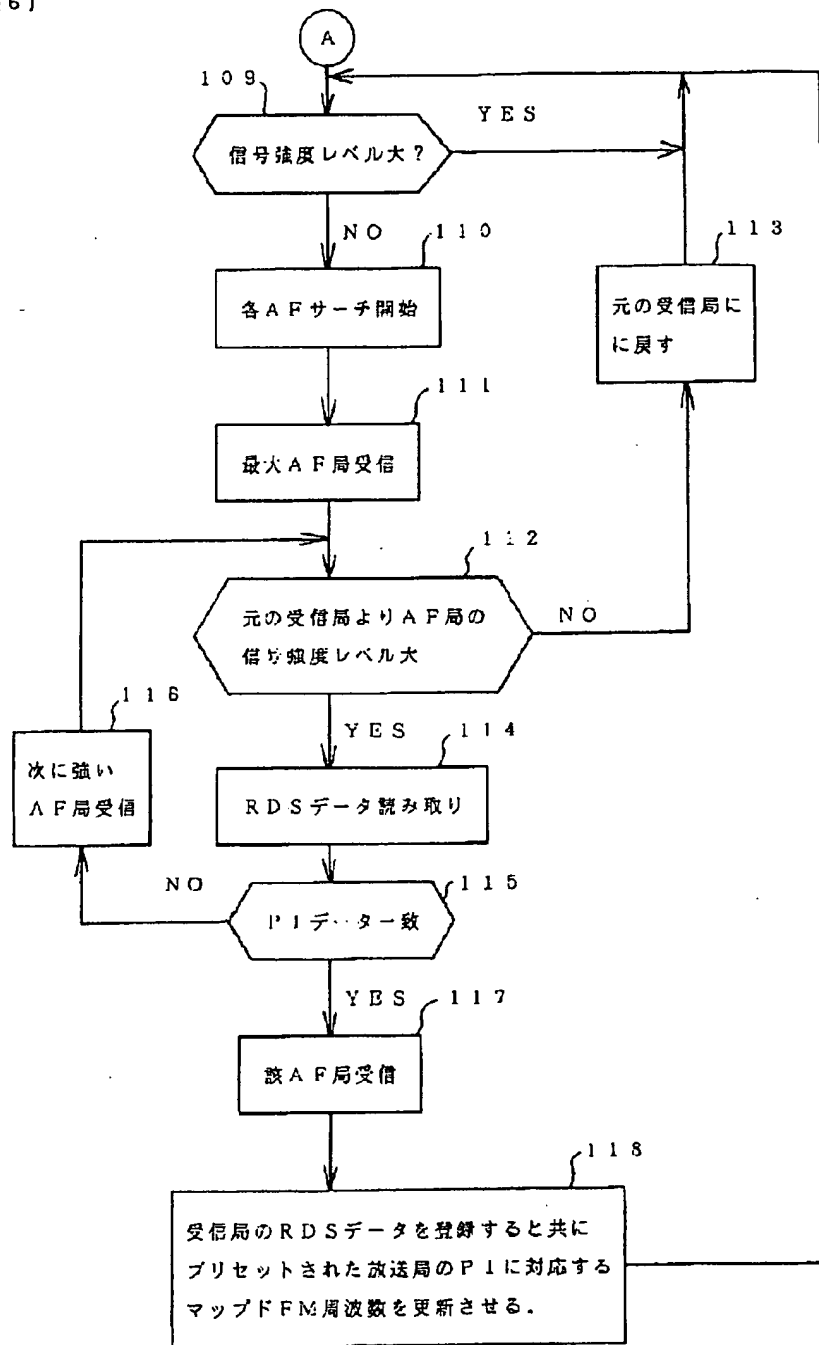 6】
A
109
YES
信号強度レベル大?
NO
110
113
各AFサーチ開始
元の受信局に
に戻す
111
最大AF局受信
112
元の受信局よりAF局の
信号強度レベル大
NO
116
YES
114
次に強い
AF局受信
RDSデータ読み取り
NO
115
PIデータ一致
YES
117
該AF局受信
118
受信局のRDSデータを登録すると共に
プリセットされた放送局のPIに対応する
マップドFM周波数を更新させる。